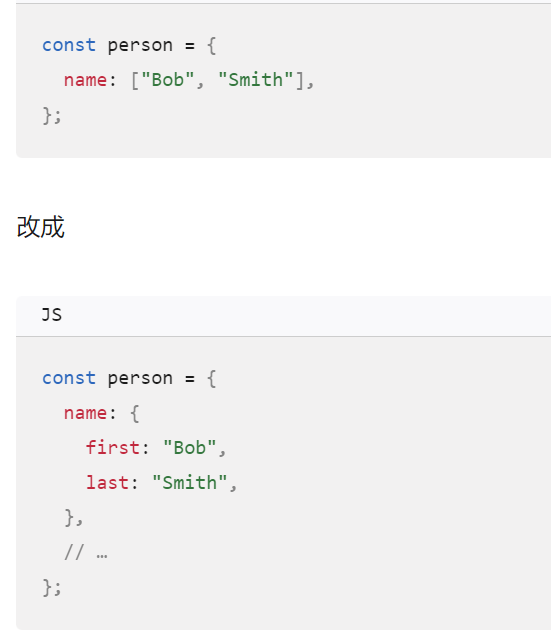 const person = {
  name: ["Bob", "Smith"],
};
改成
JS
const person = {
  name: {
    first: "Bob",
    last: "Smith",
  },
  // …
};